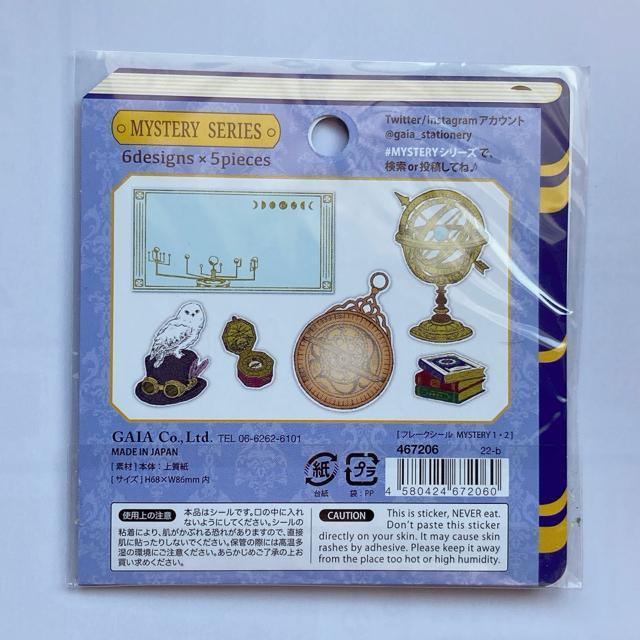 MYSTERY SERIES
6designs × 5pieces
Twitter/Instagram アカウント
@gaia_stationery
#MYSTERYシリーズ で、
検索 or 投稿してね♪
GAIA Co., Ltd. TEL 06-6262-6101
MADE IN JAPAN
[素材] 本体：上質紙
[サイズ] H68×W86mm 内
紙
台紙
プラ
袋：PP
[フレークシール MYSTERY 1・2]
467206
22-b
4 580424 672060
使用上の注意 本品はシールです。口の中に入れ
ないようにしてください。シールの
粘着により、肌がかぶれる恐れがありますので、直接
肌に貼ったりしないでください。保管の際には高温多
湿の環境にご注意ください。あらかじめご了承の上お
買い求めください。
CAUTION This is sticker, NEVER eat.
Don't paste this sticker
directly on your skin. It may cause skin
rashes by adhesive. Please keep it away
from the place too hot or high humidity.